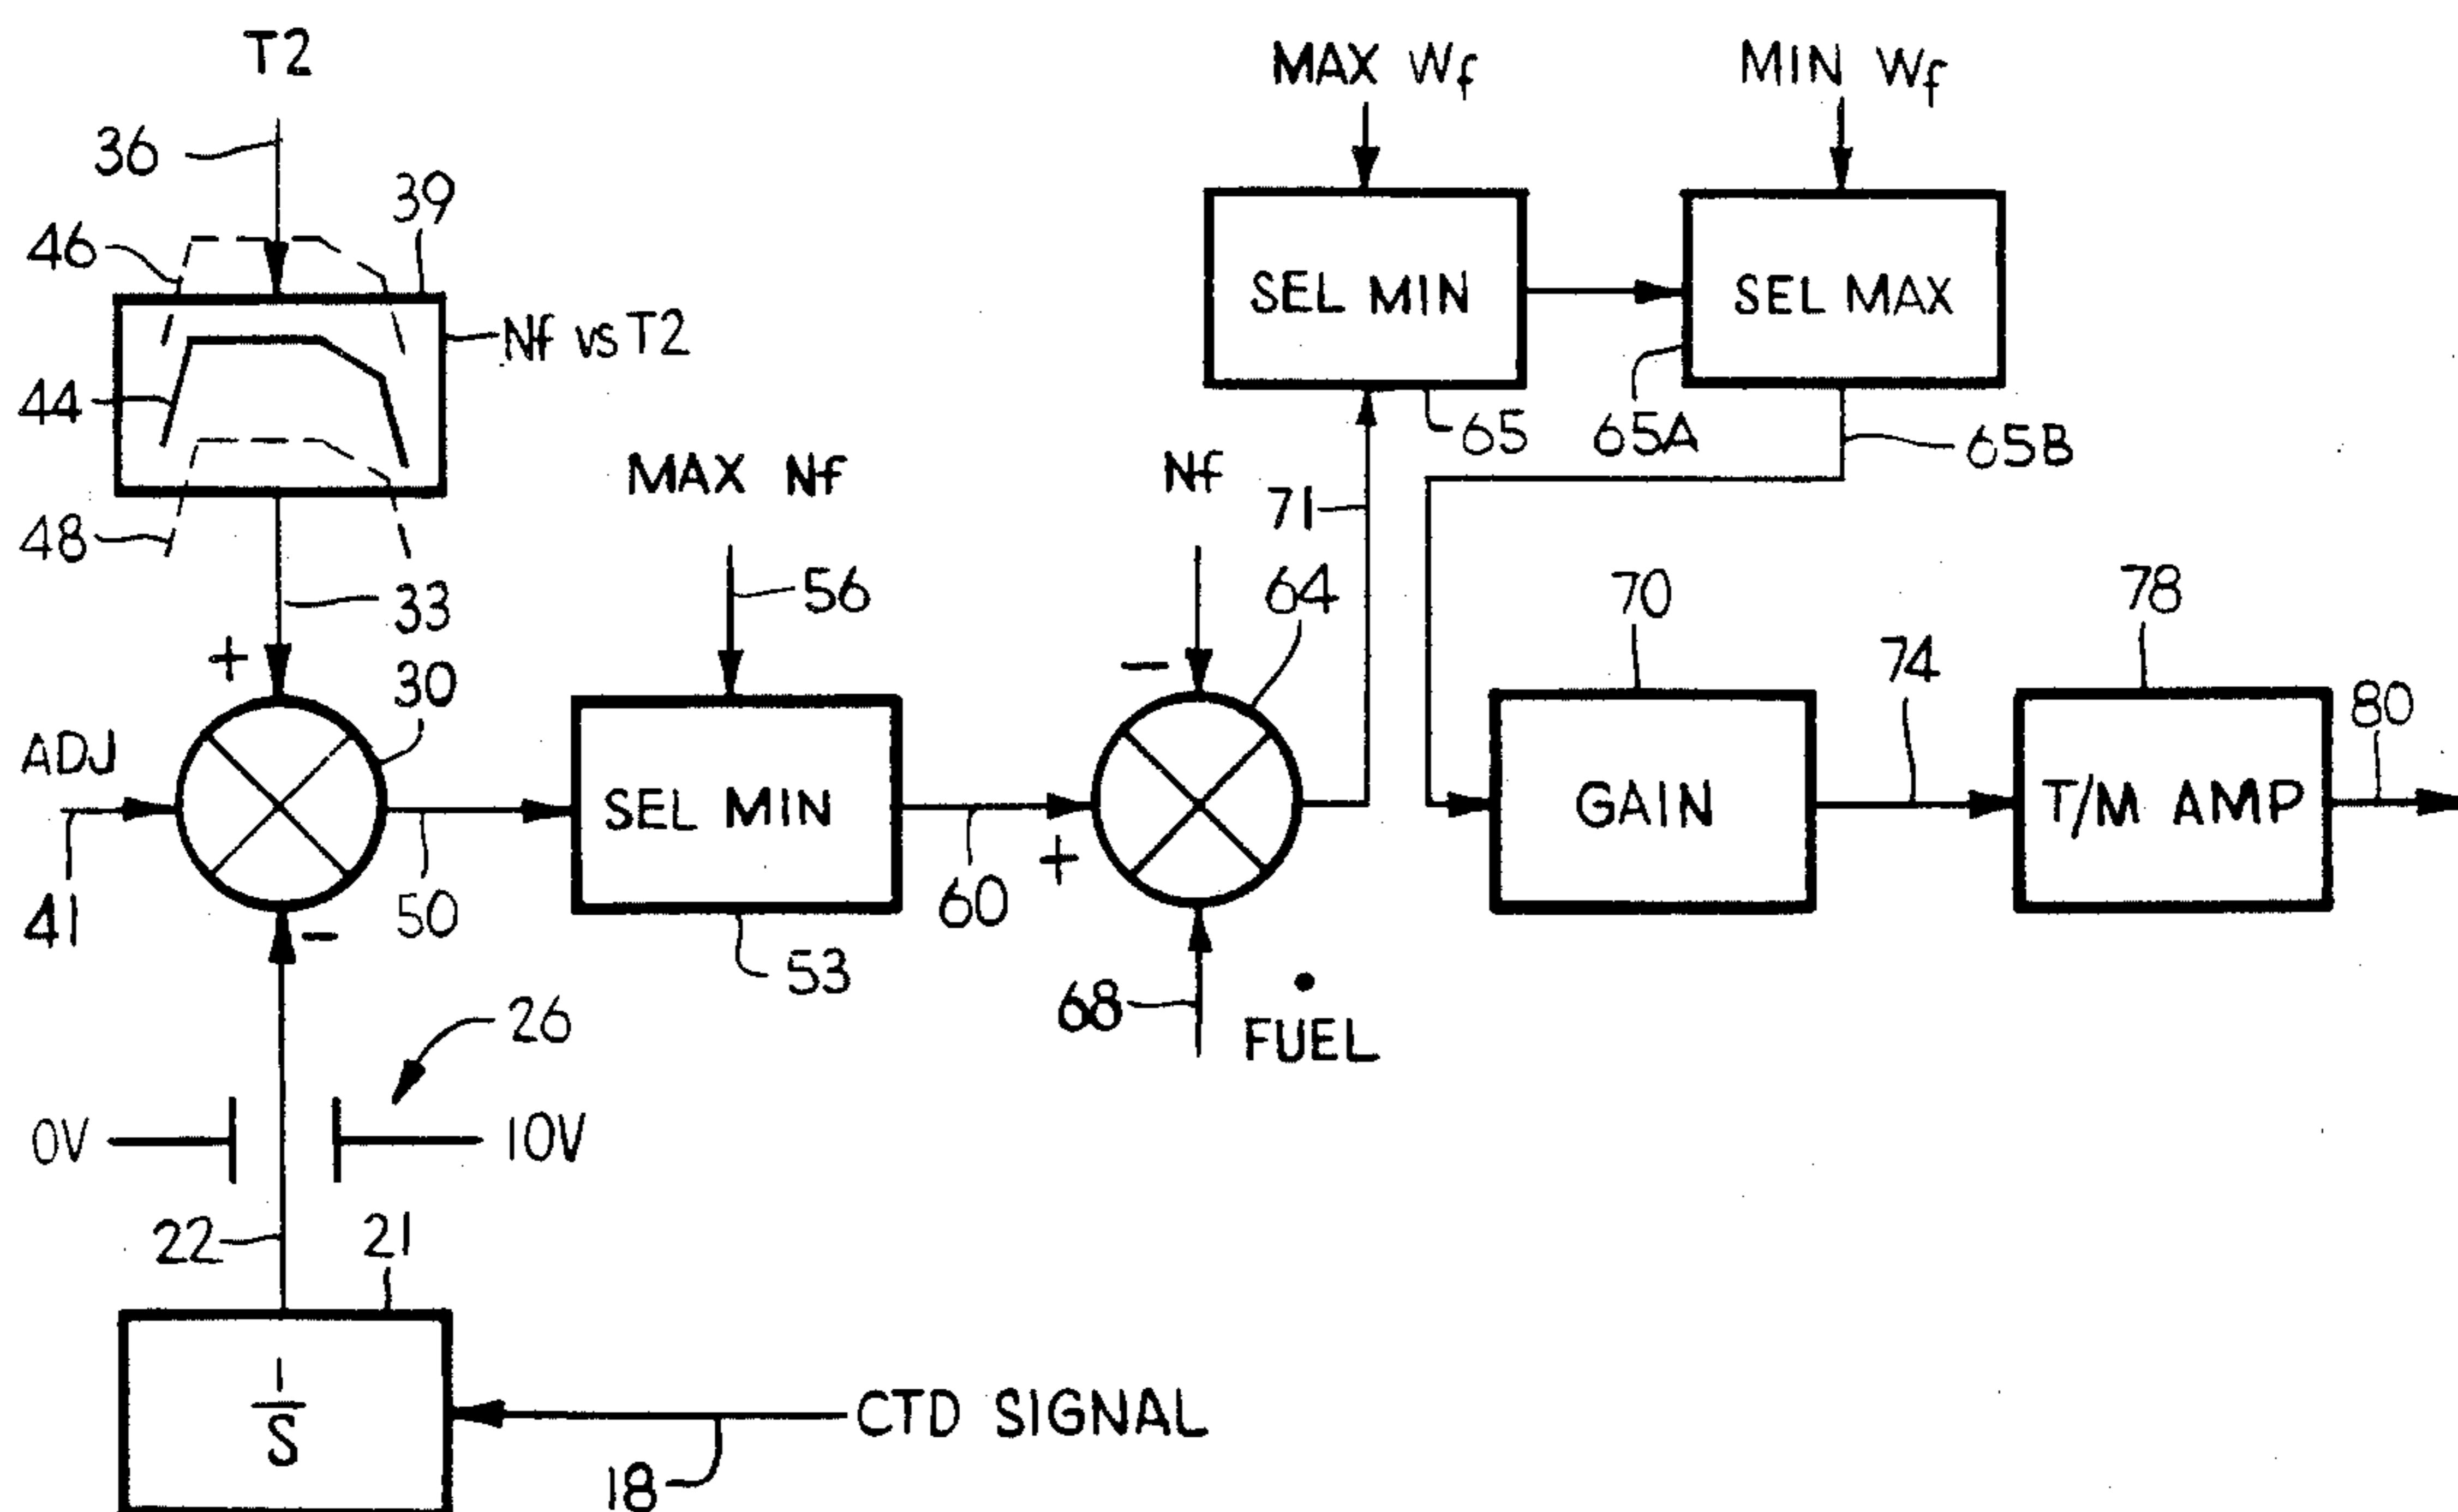 T2
MAX Wf
MIN Wf
36
39
46
Nf vs T2
SEL MIN
SEL MAX
44
65
65A
65B
MAX Nf
Nf
71
48
33
56
64
70
78
+
30
−
74
80
ADJ
SEL MIN
GAIN
T/M AMP
+
41
−
50
60
53
68
FUEL
26
0V
10V
22
21
1
S
CTD SIGNAL
18